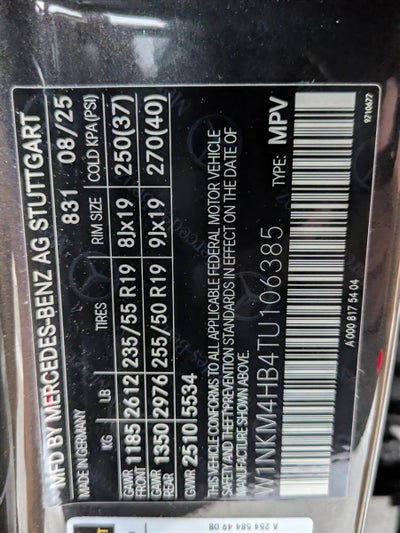 MFD BY MERCEDES-BENZ AG STUTTGART
MADE IN GERMANY 831 08/25
KG LB TIRES RIM SIZE COLD KPA (PSI)
GAWR FRONT 1185 2612 235/55 R19 8Jx19 250(37)
GAWR REAR 1350 2976 255/50 R19 9Jx19 270(40)
GVWR 2510 5534
THIS VEHICLE CONFORMS TO ALL APPLICABLE FEDERAL MOTOR VEHICLE
SAFETY AND THEFT PREVENTION STANDARDS IN EFFECT ON THE DATE OF
MANUFACTURE SHOWN ABOVE.
W1NKM4HB4TU106385 TYPE: MPV
A 000 817 54 04 9710677
A 254 584 49 08